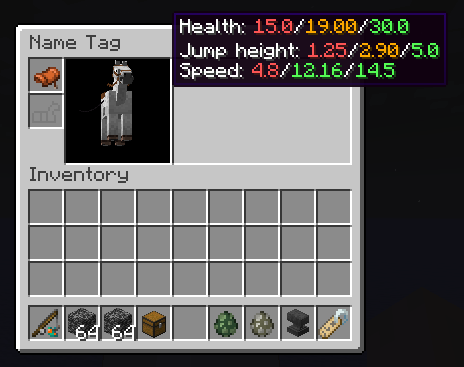 Name Tag
Health: 15.0/19.00/30.0
Jump height: 1.25/2.90/5.0
Speed: 4.8/12.16/14.5
Inventory
64 64